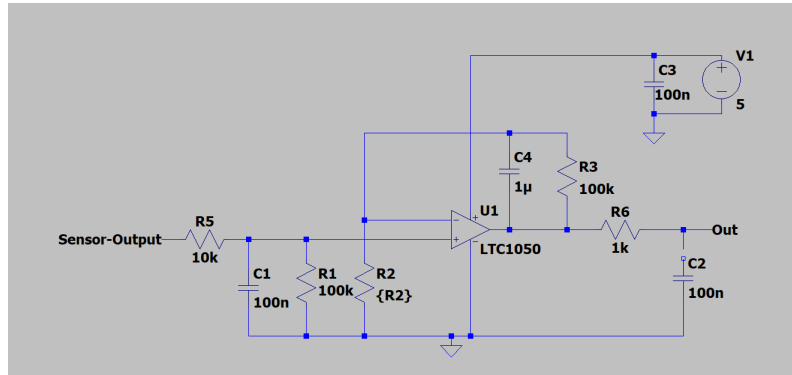 V1
C3
100n
5
C4
1µ
R3
100k
U1
R6
Out
R5
Sensor-Output
LTC1050
1k
10k
C1
R1
R2
C2
100n
100k
{R2}
100n